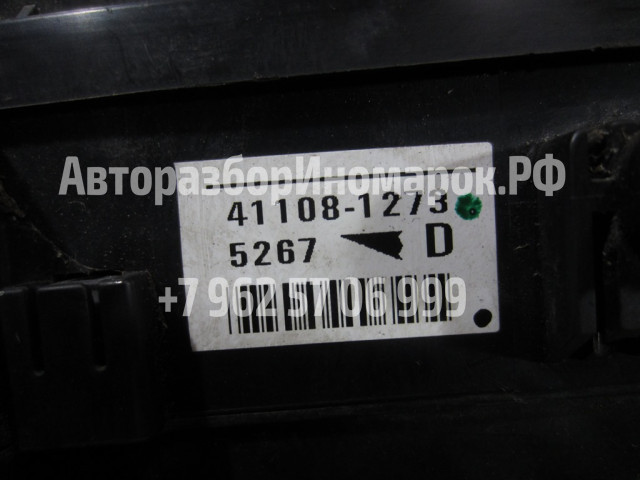 АвторазборИномарок.РФ
41108-1273
5267 D
+7 962 57 06 999